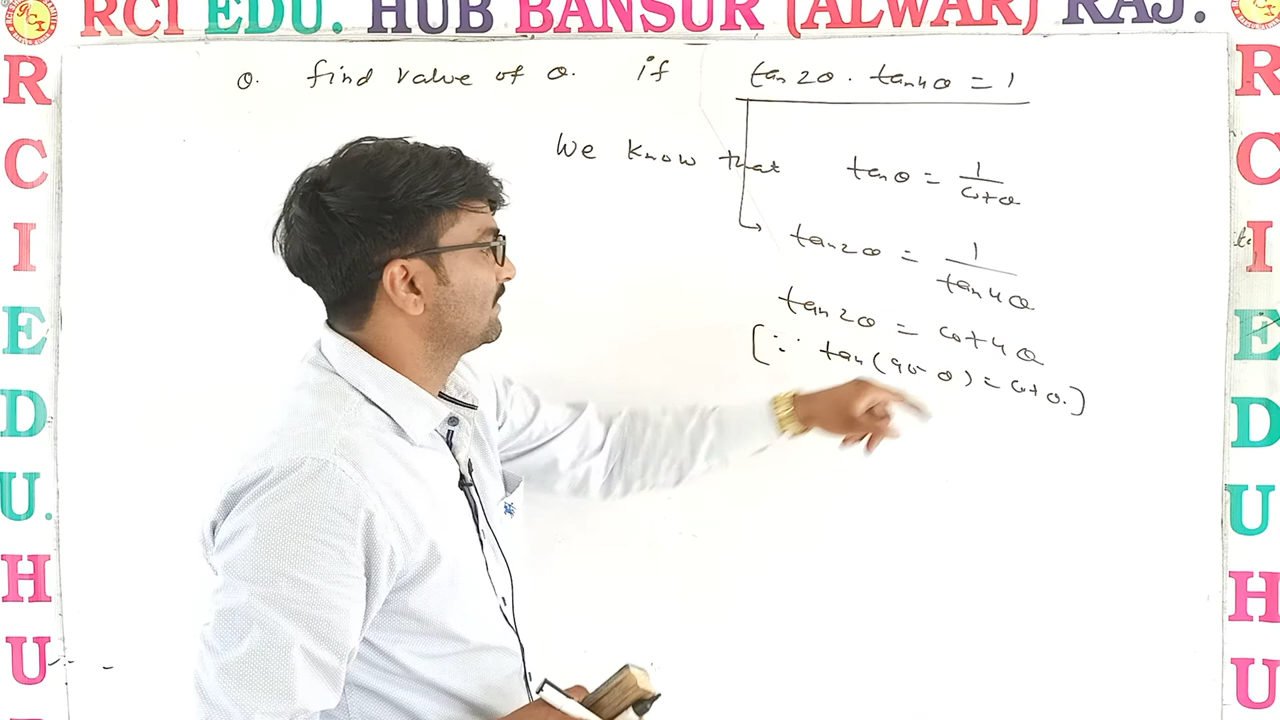 RCI EDU. HUB BANSUR (ALWAR) RAJ.
R C I E D U. H U
Q. find value of θ. if tan2θ . tan4θ = 1
We know that tanθ = 1/cotθ
tan2θ = 1/tan4θ
tan2θ = cot4θ
[∵ tan(90-θ) = cotθ.]
R C I E D U H U